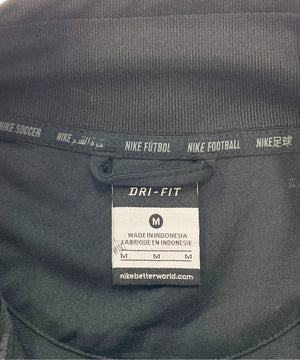 NIKE SOCCER كرة القدم NIKE NIKE FÚTBOL NIKE FOOTBALL NIKE足球
DRI-FIT
M
MADE IN INDONESIA
FABRIQUE EN INDONESIE
M M M
nikebetterworld.com